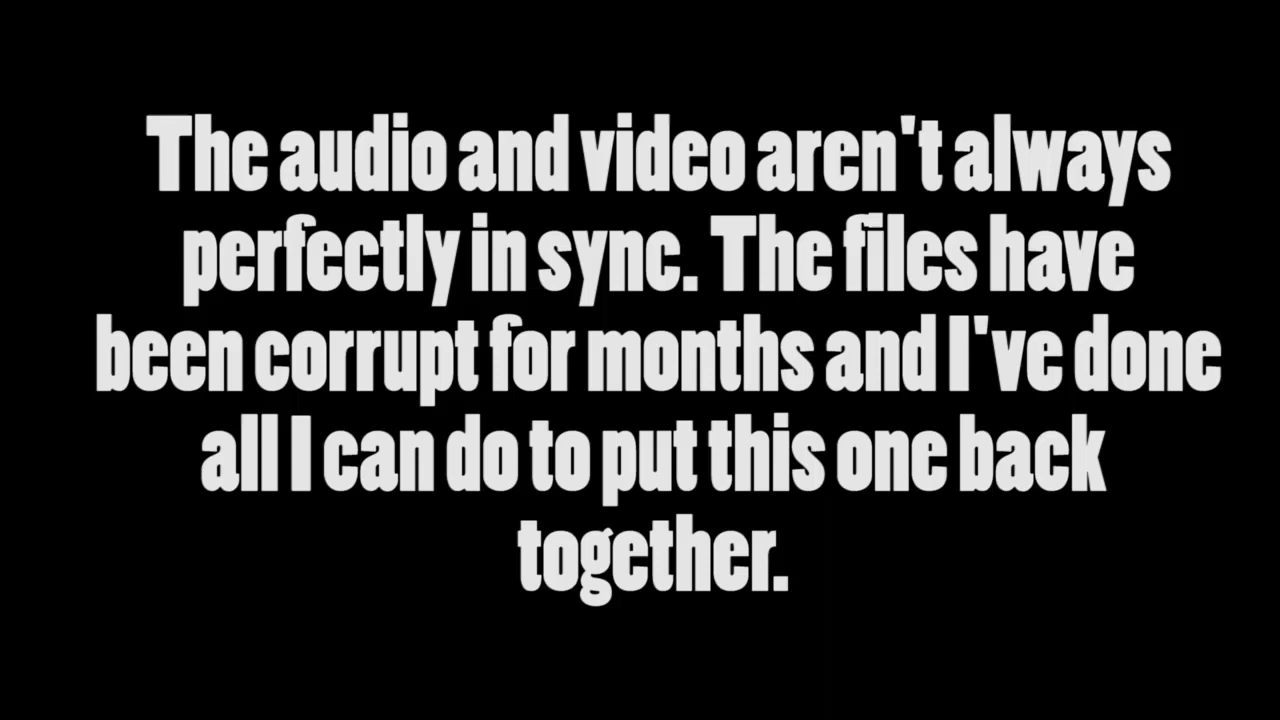 The audio and video aren't always
perfectly in sync. The files have
been corrupt for months and I've done
all I can do to put this one back
together.